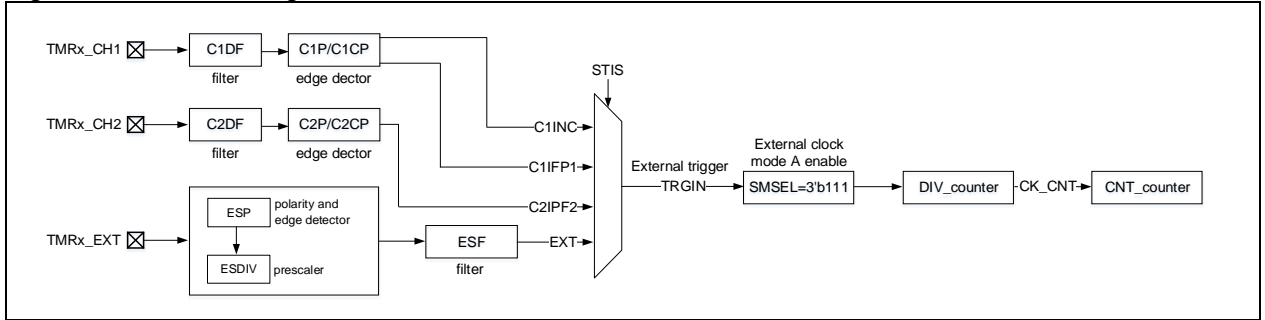 TMRx_CH1
C1DF
filter
C1P/C1CP
edge dector
TMRx_CH2
C2DF
filter
C2P/C2CP
edge dector
TMRx_EXT
ESP
polarity and
edge detector
ESDIV
prescaler
ESF
filter
STIS
C1INC
C1IFP1
C2IPF2
EXT
External trigger
TRGIN
External clock
mode A enable
SMSEL=3'b111
DIV_counter
CK_CNT
CNT_counter